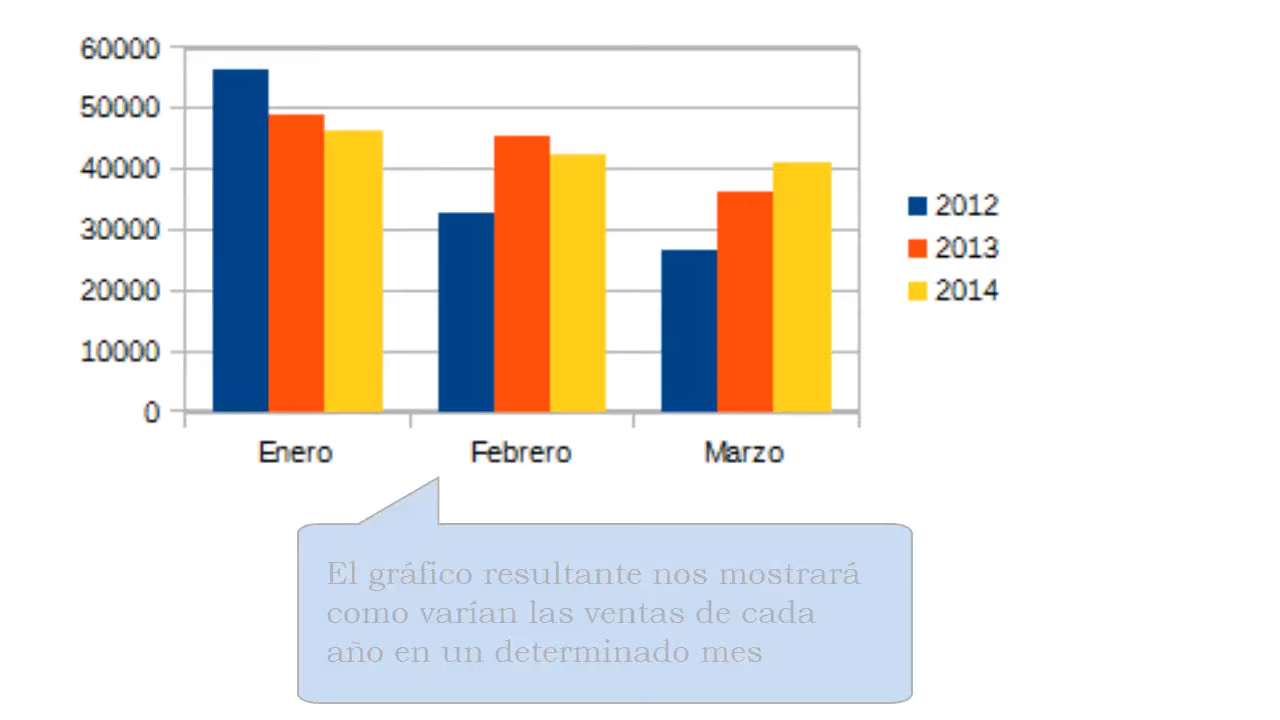 60000
50000
40000
30000
20000
10000
0
Enero Febrero Marzo
2012
2013
2014
El gráfico resultante nos mostrará
como varían las ventas de cada
año en un determinado mes